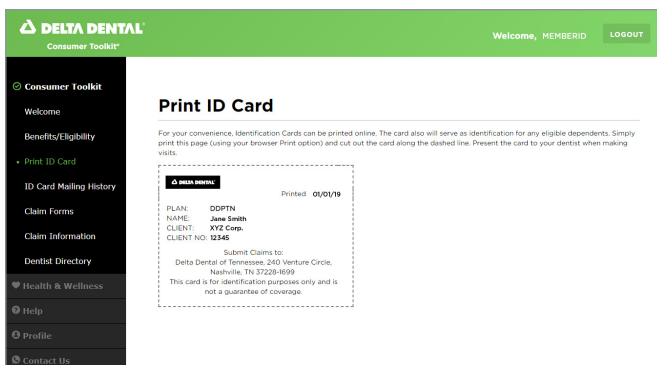 DELTA DENTAL®
Consumer Toolkit®
Welcome, MEMBERID
LOGOUT
Consumer Toolkit
Welcome
Benefits/Eligibility
Print ID Card
ID Card Mailing History
Claim Forms
Claim Information
Dentist Directory
Health & Wellness
Help
Profile
Contact Us
Print ID Card
For your convenience, Identification Cards can be printed online. The card also will serve as identification for any eligible dependents. Simply
print this page (using your browser Print option) and cut out the card along the dashed line. Present the card to your dentist when making
visits.
DELTA DENTAL
Printed 01/01/19
PLAN: DDPTN
NAME: Jane Smith
CLIENT: XYZ Corp.
CLIENT NO: 12345
Submit Claims to:
Delta Dental of Tennessee, 240 Venture Circle,
Nashville, TN 37228-1699
This card is for identification purposes only and is
not a guarantee of coverage.